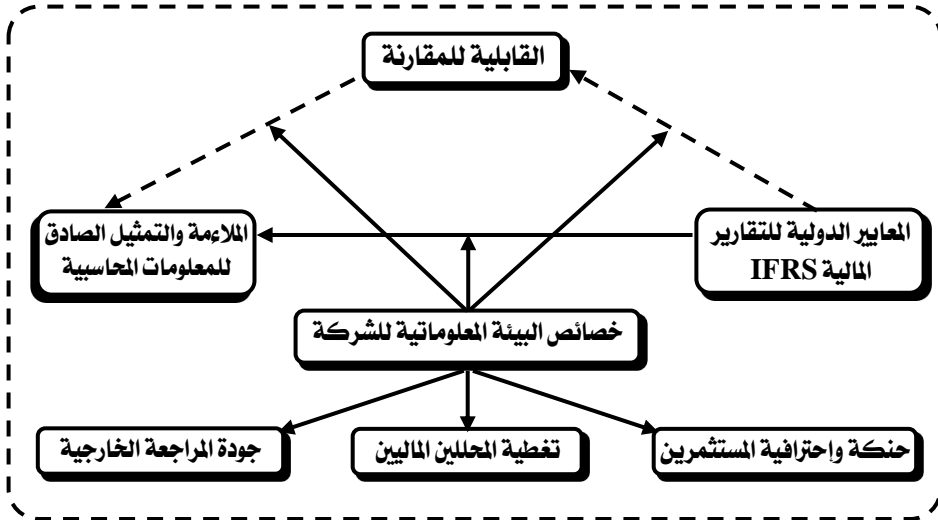 القابلية للمقارنة
المعايير الدولية للتقارير
المالية IFRS
الملاءمة والتمثيل الصادق
للمعلومات المحاسبية
خصائص البيئة المعلوماتية للشركة
حنكة وإحترافية المستثمرين
تغطية المحللين الماليين
جودة المراجعة الخارجية